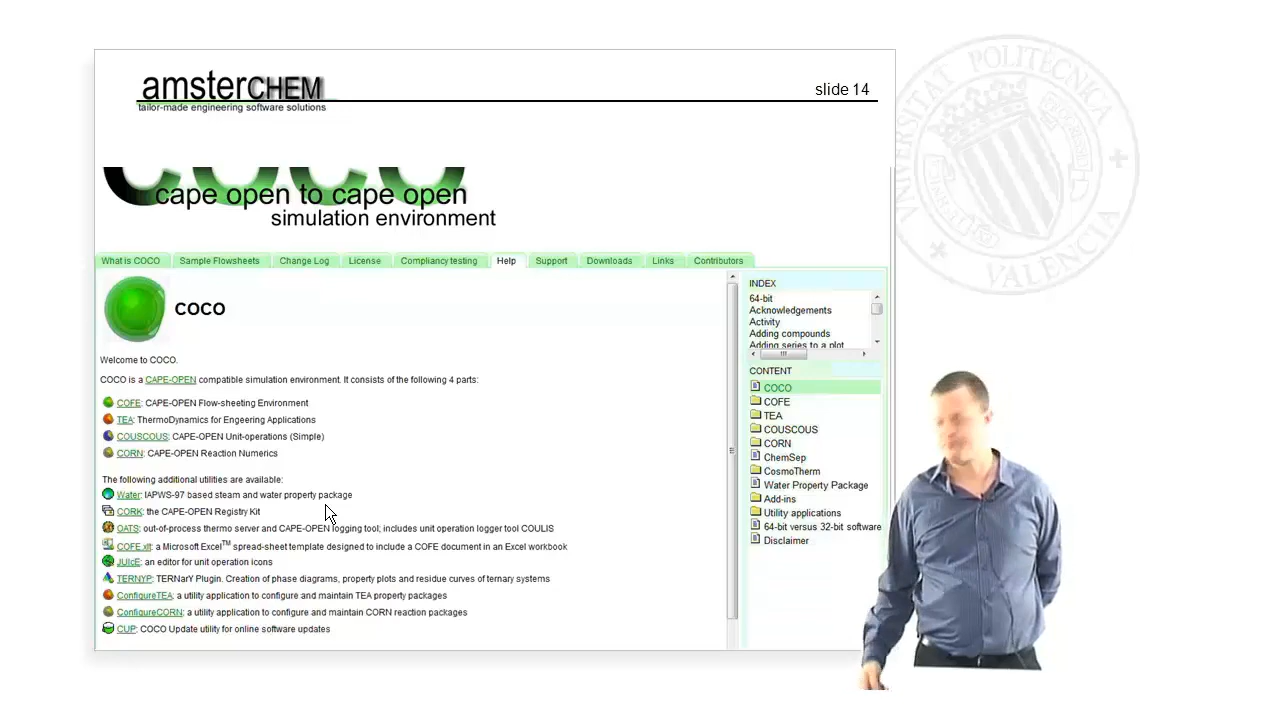 amsterCHEM
slide 14
tailor-made engineering software solutions
coco
cape open to cape open
simulation environment
What is COCO
Sample Flowsheets
Change Log
License
Compliancy testing
Help
Support
Downloads
Links
Contributors
coco
Welcome to COCO.
COCO is a CAPE-OPEN compatible simulation environment. It consists of the following 4 parts:
COFE: CAPE-OPEN Flow-sheeting Environment
TEA: ThermoDynamics for Engeering Applications
COUSCOUS: CAPE-OPEN Unit-operations (Simple)
CORN: CAPE-OPEN Reaction Numerics
The following additional utilities are available:
Water: IAPWS-97 based steam and water property package
CORK: the CAPE-OPEN Registry Kit
OATS: out-of-process thermo server and CAPE-OPEN logging tool; includes unit operation logger tool COULIS
COFE.xlt: a Microsoft Excel™ spread-sheet template designed to include a COFE document in an Excel workbook
JUIcE: an editor for unit operation icons
TERNYP: TERNarY Plugin. Creation of phase diagrams, property plots and residue curves of ternary systems
ConfigureTEA: a utility application to configure and maintain TEA property packages
ConfigureCORN: a utility application to configure and maintain CORN reaction packages
CUP: COCO Update utility for online software updates
INDEX
64-bit
Acknowledgements
Activity
Adding compounds
Adding series to a plot
CONTENT
COCO
COFE
TEA
COUSCOUS
CORN
ChemSep
CosmoTherm
Water Property Package
Add-ins
Utility applications
64-bit versus 32-bit software
Disclaimer
UNIVERSITAT POLITÈCNICA
VALENCIA